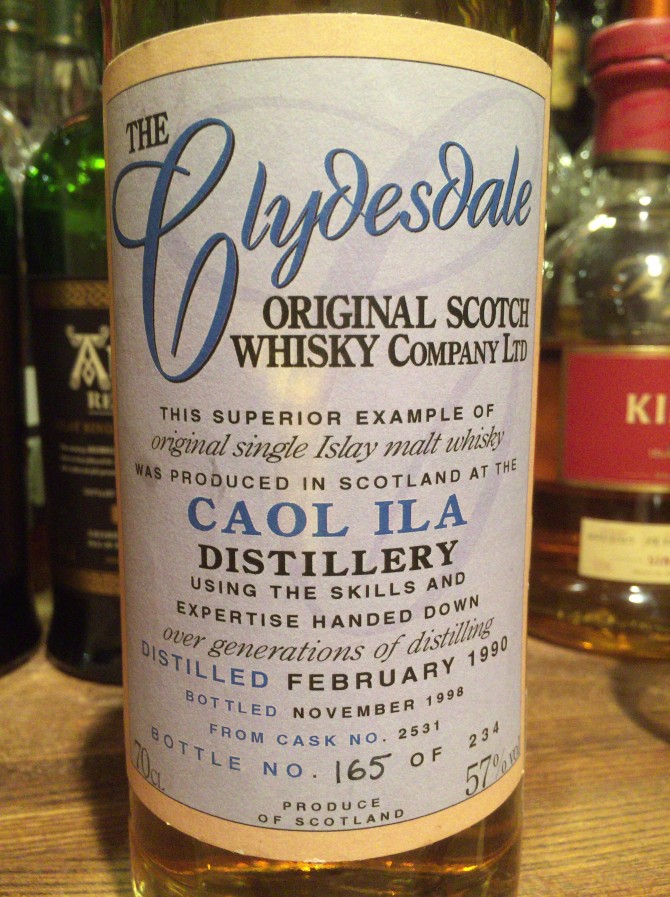 THE
Clydesdale
ORIGINAL SCOTCH
WHISKY COMPANY LTD
THIS SUPERIOR EXAMPLE OF
original single Islay malt whisky
WAS PRODUCED IN SCOTLAND AT THE
CAOL ILA
DISTILLERY
USING THE SKILLS AND
EXPERTISE HANDED DOWN
over generations of distilling
DISTILLED FEBRUARY 1990
BOTTLED NOVEMBER 1998
FROM CASK NO. 2531
BOTTLE NO. 165 OF 234
70cl. 57% vol
PRODUCE
OF SCOTLAND
KI